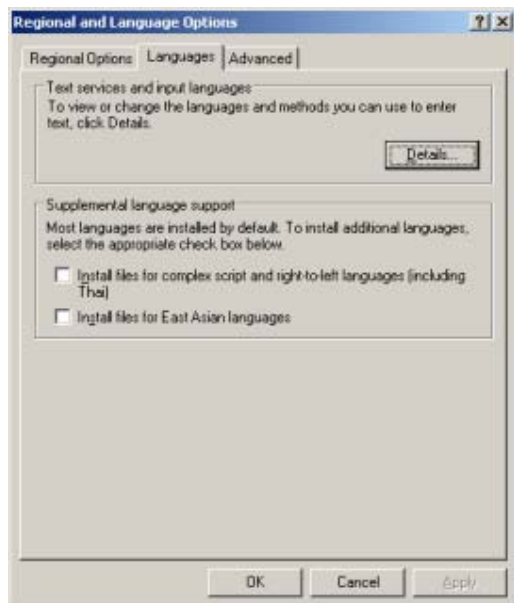 Regional and Language Options
Regional Options
Languages
Advanced
Text services and input languages
To view or change the languages and methods you can use to enter
text, click Details.
Details...
Supplemental language support
Most languages are installed by default. To install additional languages,
select the appropriate check box below.
Install files for complex script and right-to-left languages (including
Thai)
Install files for East Asian languages
OK
Cancel
Apply